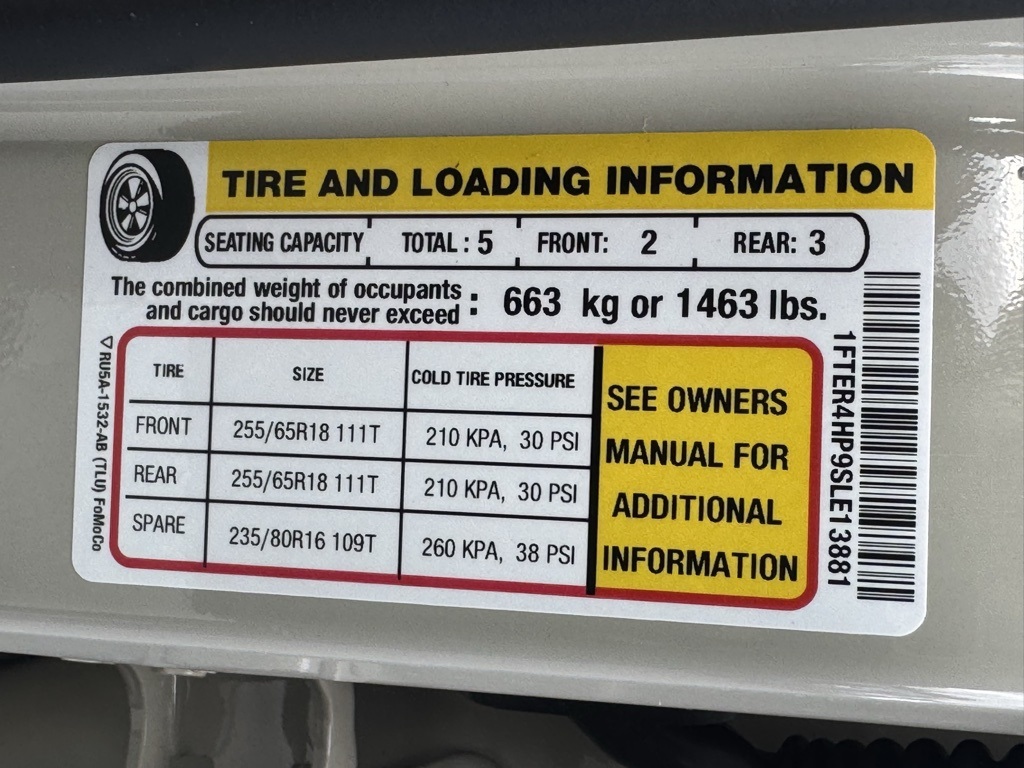 TIRE AND LOADING INFORMATION
SEATING CAPACITY TOTAL : 5 FRONT: 2 REAR: 3
The combined weight of occupants
and cargo should never exceed : 663 kg or 1463 lbs.
TIRE SIZE COLD TIRE PRESSURE
FRONT 255/65R18 111T 210 KPA, 30 PSI
REAR 255/65R18 111T 210 KPA, 30 PSI
SPARE 235/80R16 109T 260 KPA, 38 PSI
SEE OWNERS
MANUAL FOR
ADDITIONAL
INFORMATION
RU5A-1532-AB (TLU) FoMoCo
1FTER4HP9SLE13881